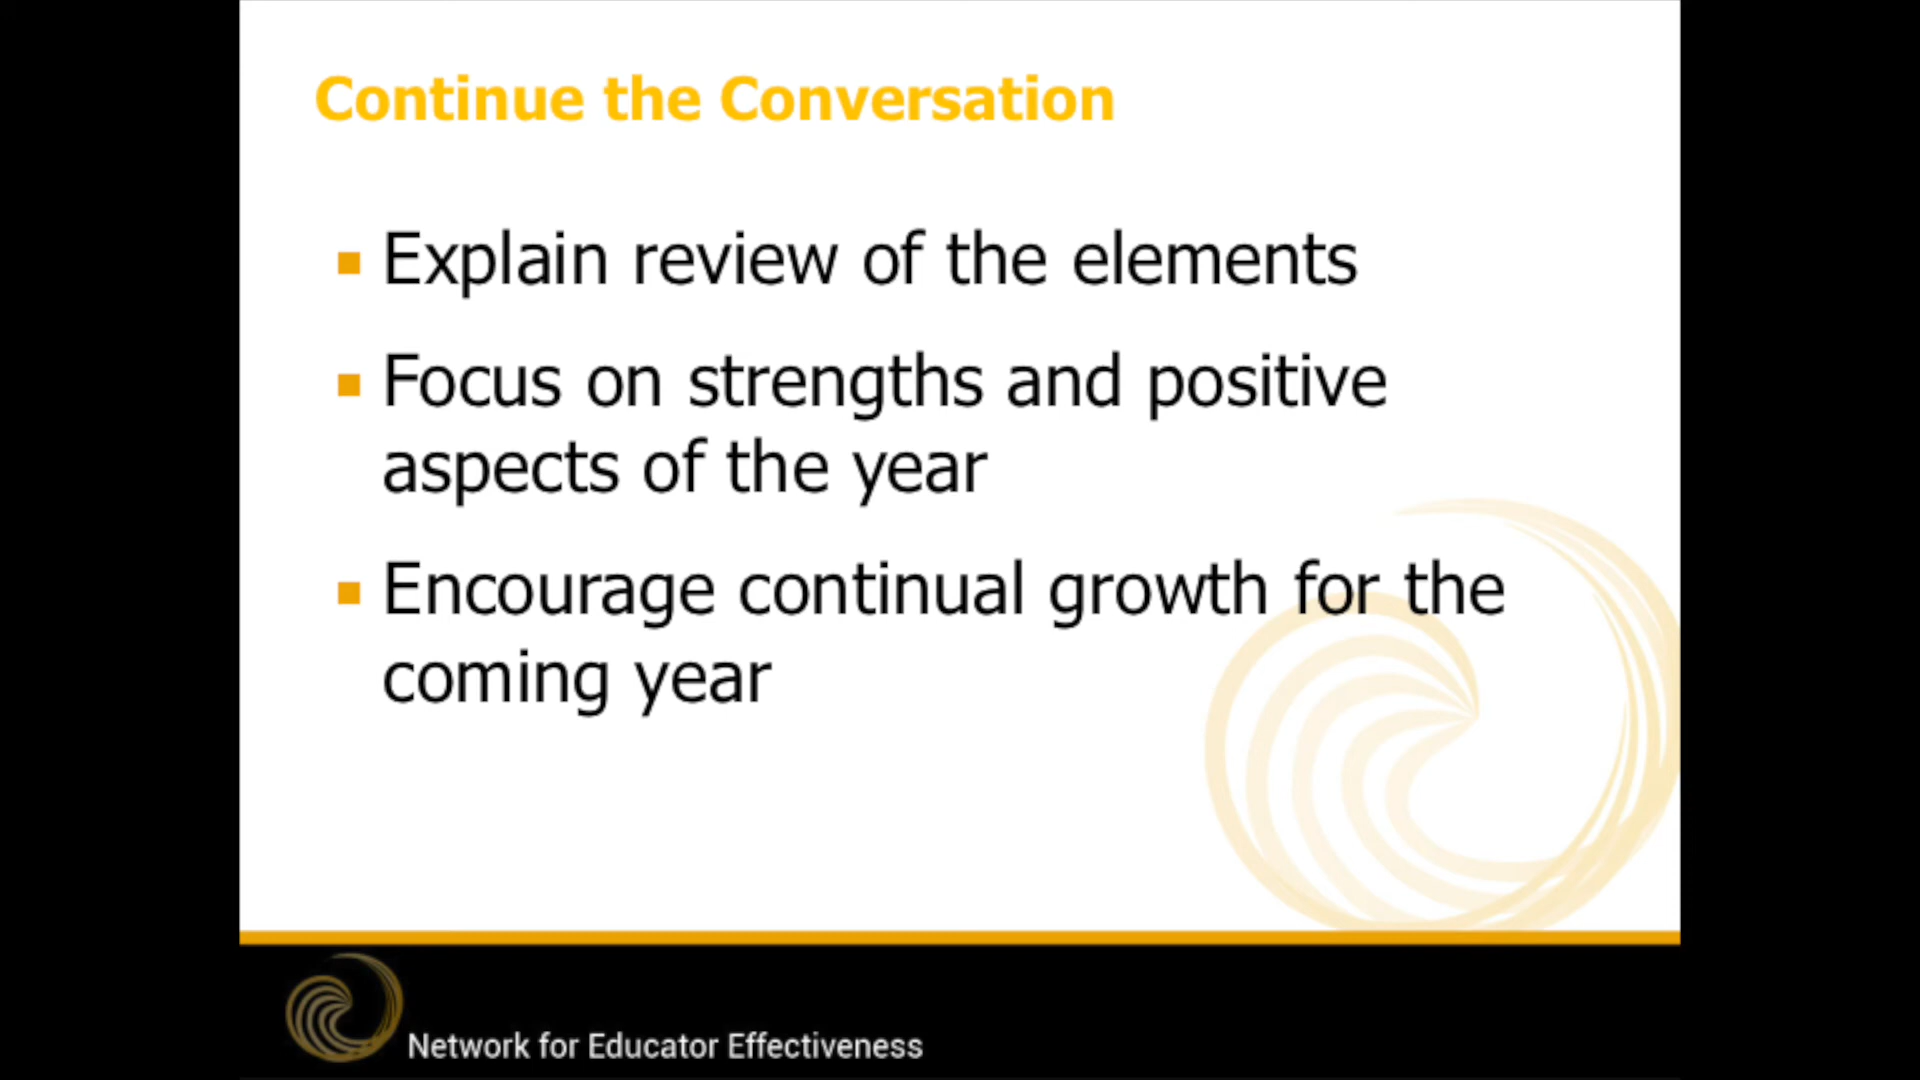 Continue the Conversation
Explain review of the elements
Focus on strengths and positive
aspects of the year
Encourage continual growth for the
coming year
Network for Educator Effectiveness